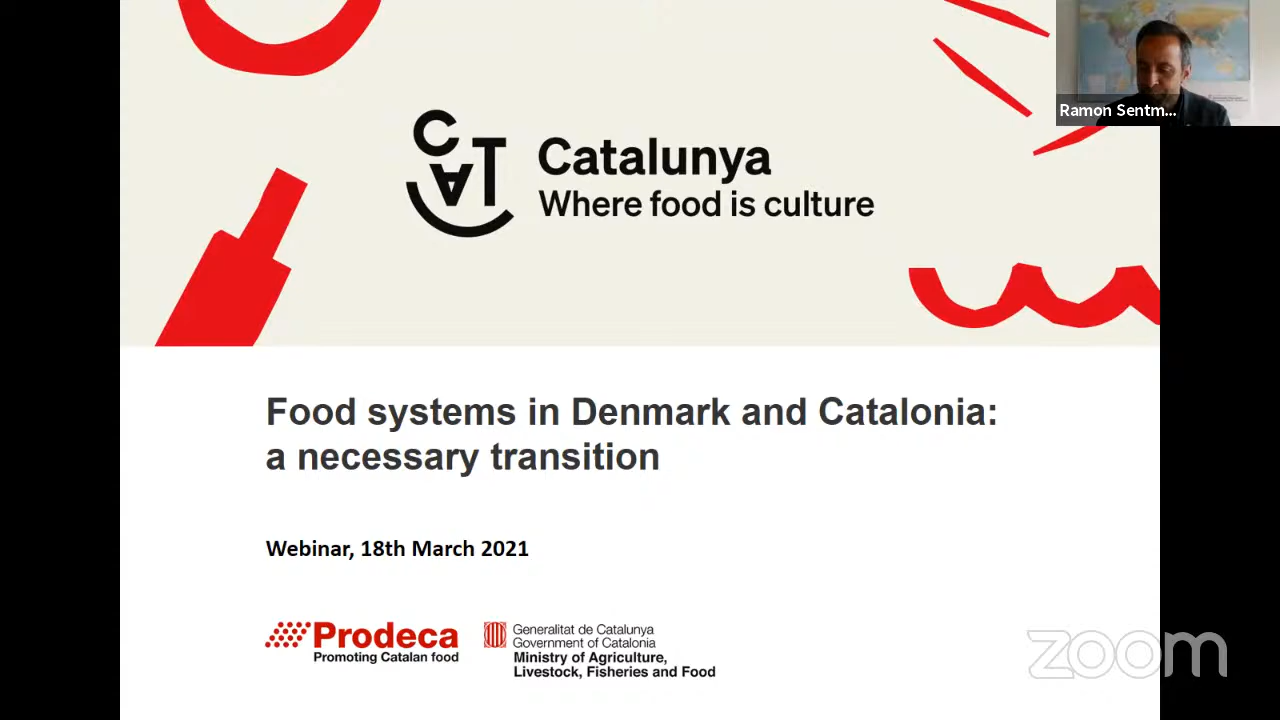 CAT
Catalunya
Where food is culture
Ramon Sentm...
Food systems in Denmark and Catalonia:
a necessary transition
Webinar, 18th March 2021
Prodeca
Promoting Catalan food
Generalitat de Catalunya
Government of Catalonia
Ministry of Agriculture,
Livestock, Fisheries and Food
zoom